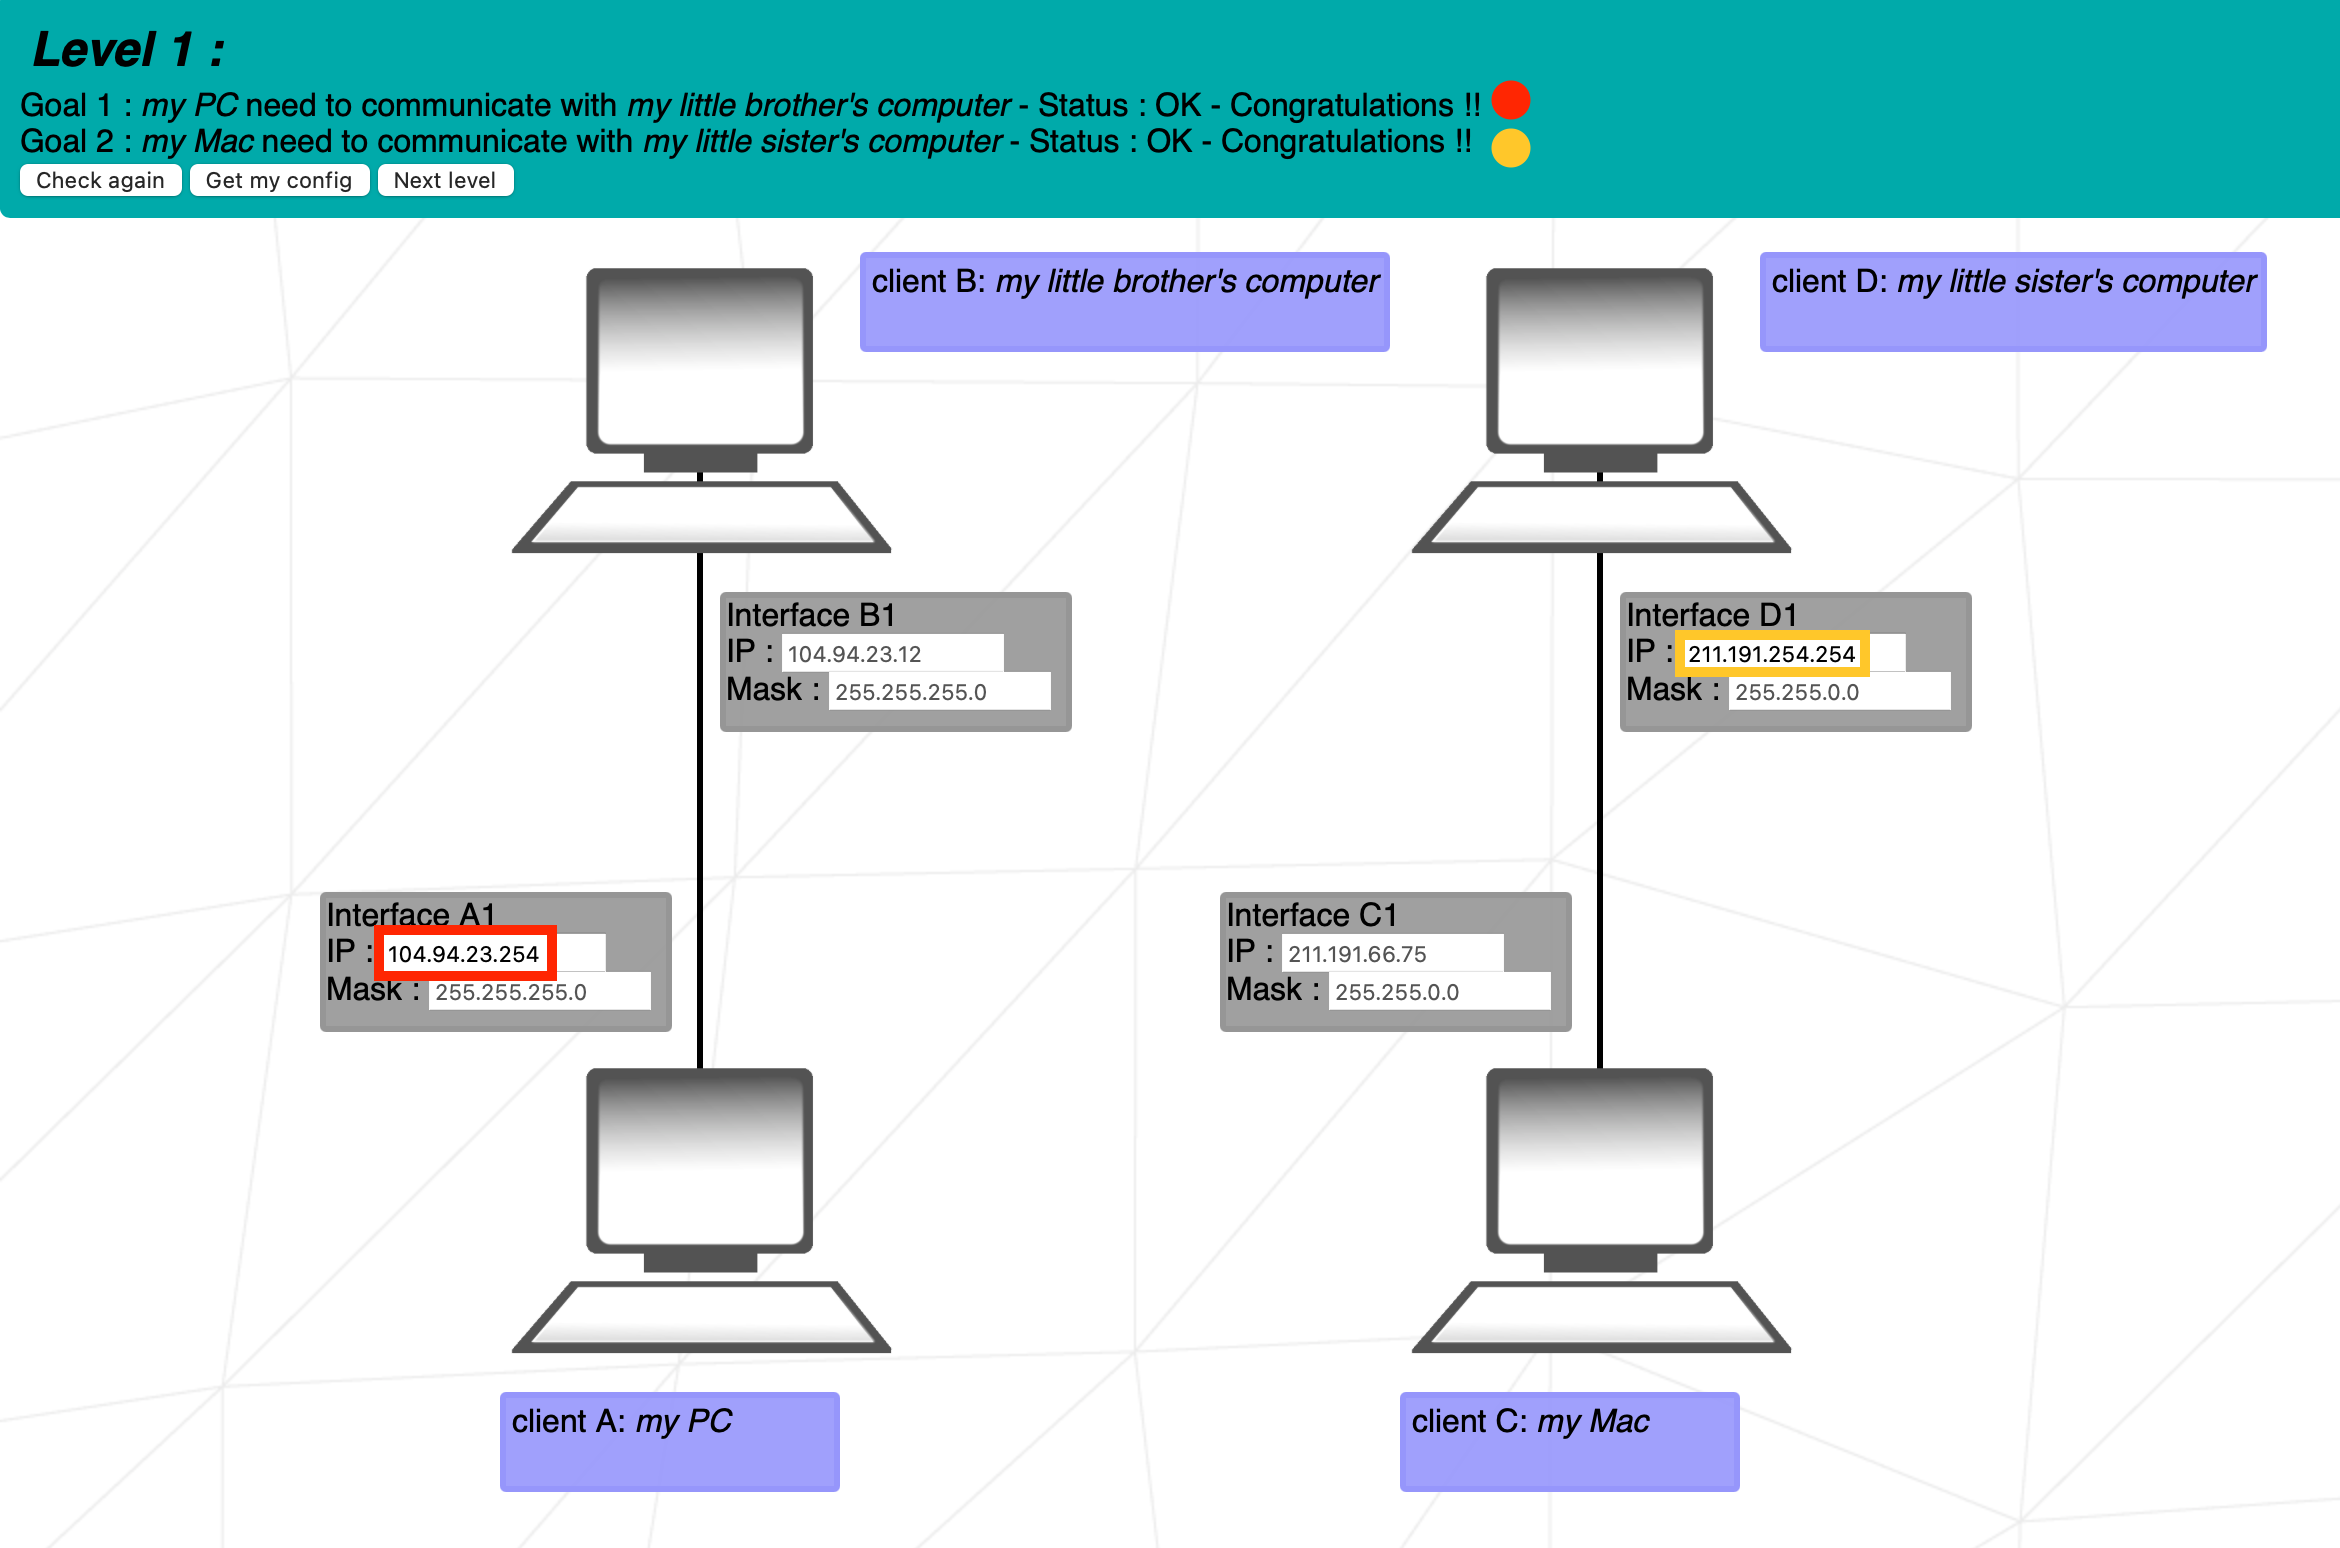 Level 1 :
Goal 1 : my PC need to communicate with my little brother's computer - Status : OK - Congratulations !!
Goal 2 : my Mac need to communicate with my little sister's computer - Status : OK - Congratulations !!
Check again Get my config Next level
client B: my little brother's computer
client D: my little sister's computer
Interface B1
IP : 104.94.23.12
Mask : 255.255.255.0
Interface D1
IP : 211.191.254.254
Mask : 255.255.0.0
Interface A1
IP : 104.94.23.254
Mask : 255.255.255.0
Interface C1
IP : 211.191.66.75
Mask : 255.255.0.0
client A: my PC
client C: my Mac